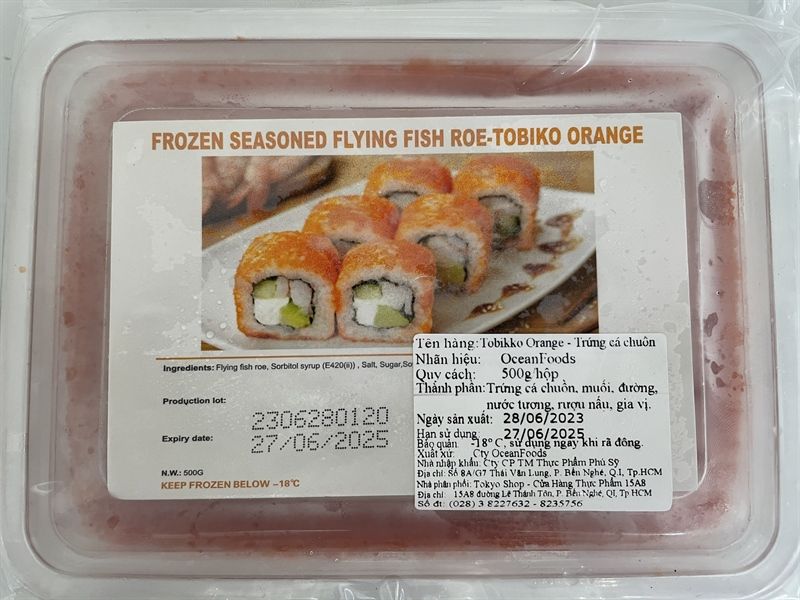 FROZEN SEASONED FLYING FISH ROE-TOBIKO ORANGE
Ingredients: Flying fish roe, Sorbitol syrup (E420(ii)) , Salt, Sugar,
Production lot:
2306280120
Expiry date:
27/06/2025
N.W.: 500G
KEEP FROZEN BELOW -18℃
Tên hàng:Tobikko Orange - Trứng cá chuồn
Nhãn hiệu: OceanFoods
Quy cách: 500g/hộp
Thành phần:Trứng cá chuồn, muối, đường,
nước tương, rượu nấu, gia vị.
Ngày sản xuất: 28/06/2023
Hạn sử dụng 27/06/2025
Bảo quản: -18° C, sử dụng ngay khi rã đông.
Xuất xứ: Cty OceanFoods
Nhà nhập khẩu: Cty CP TM Thực Phẩm Phú Sỹ
Địa chỉ: Số 8A/G7 Thái Văn Lung, P. Bến Nghé, Q.1, Tp.HCM
Nhà phân phối: Tokyo Shop - Cửa Hàng Thực Phẩm 15A8
Địa chỉ: 15A8 đường Lê Thánh Tôn, P. Bến Nghé, Q1, Tp HCM
Số đt: (028) 3 8227632 - 8235756